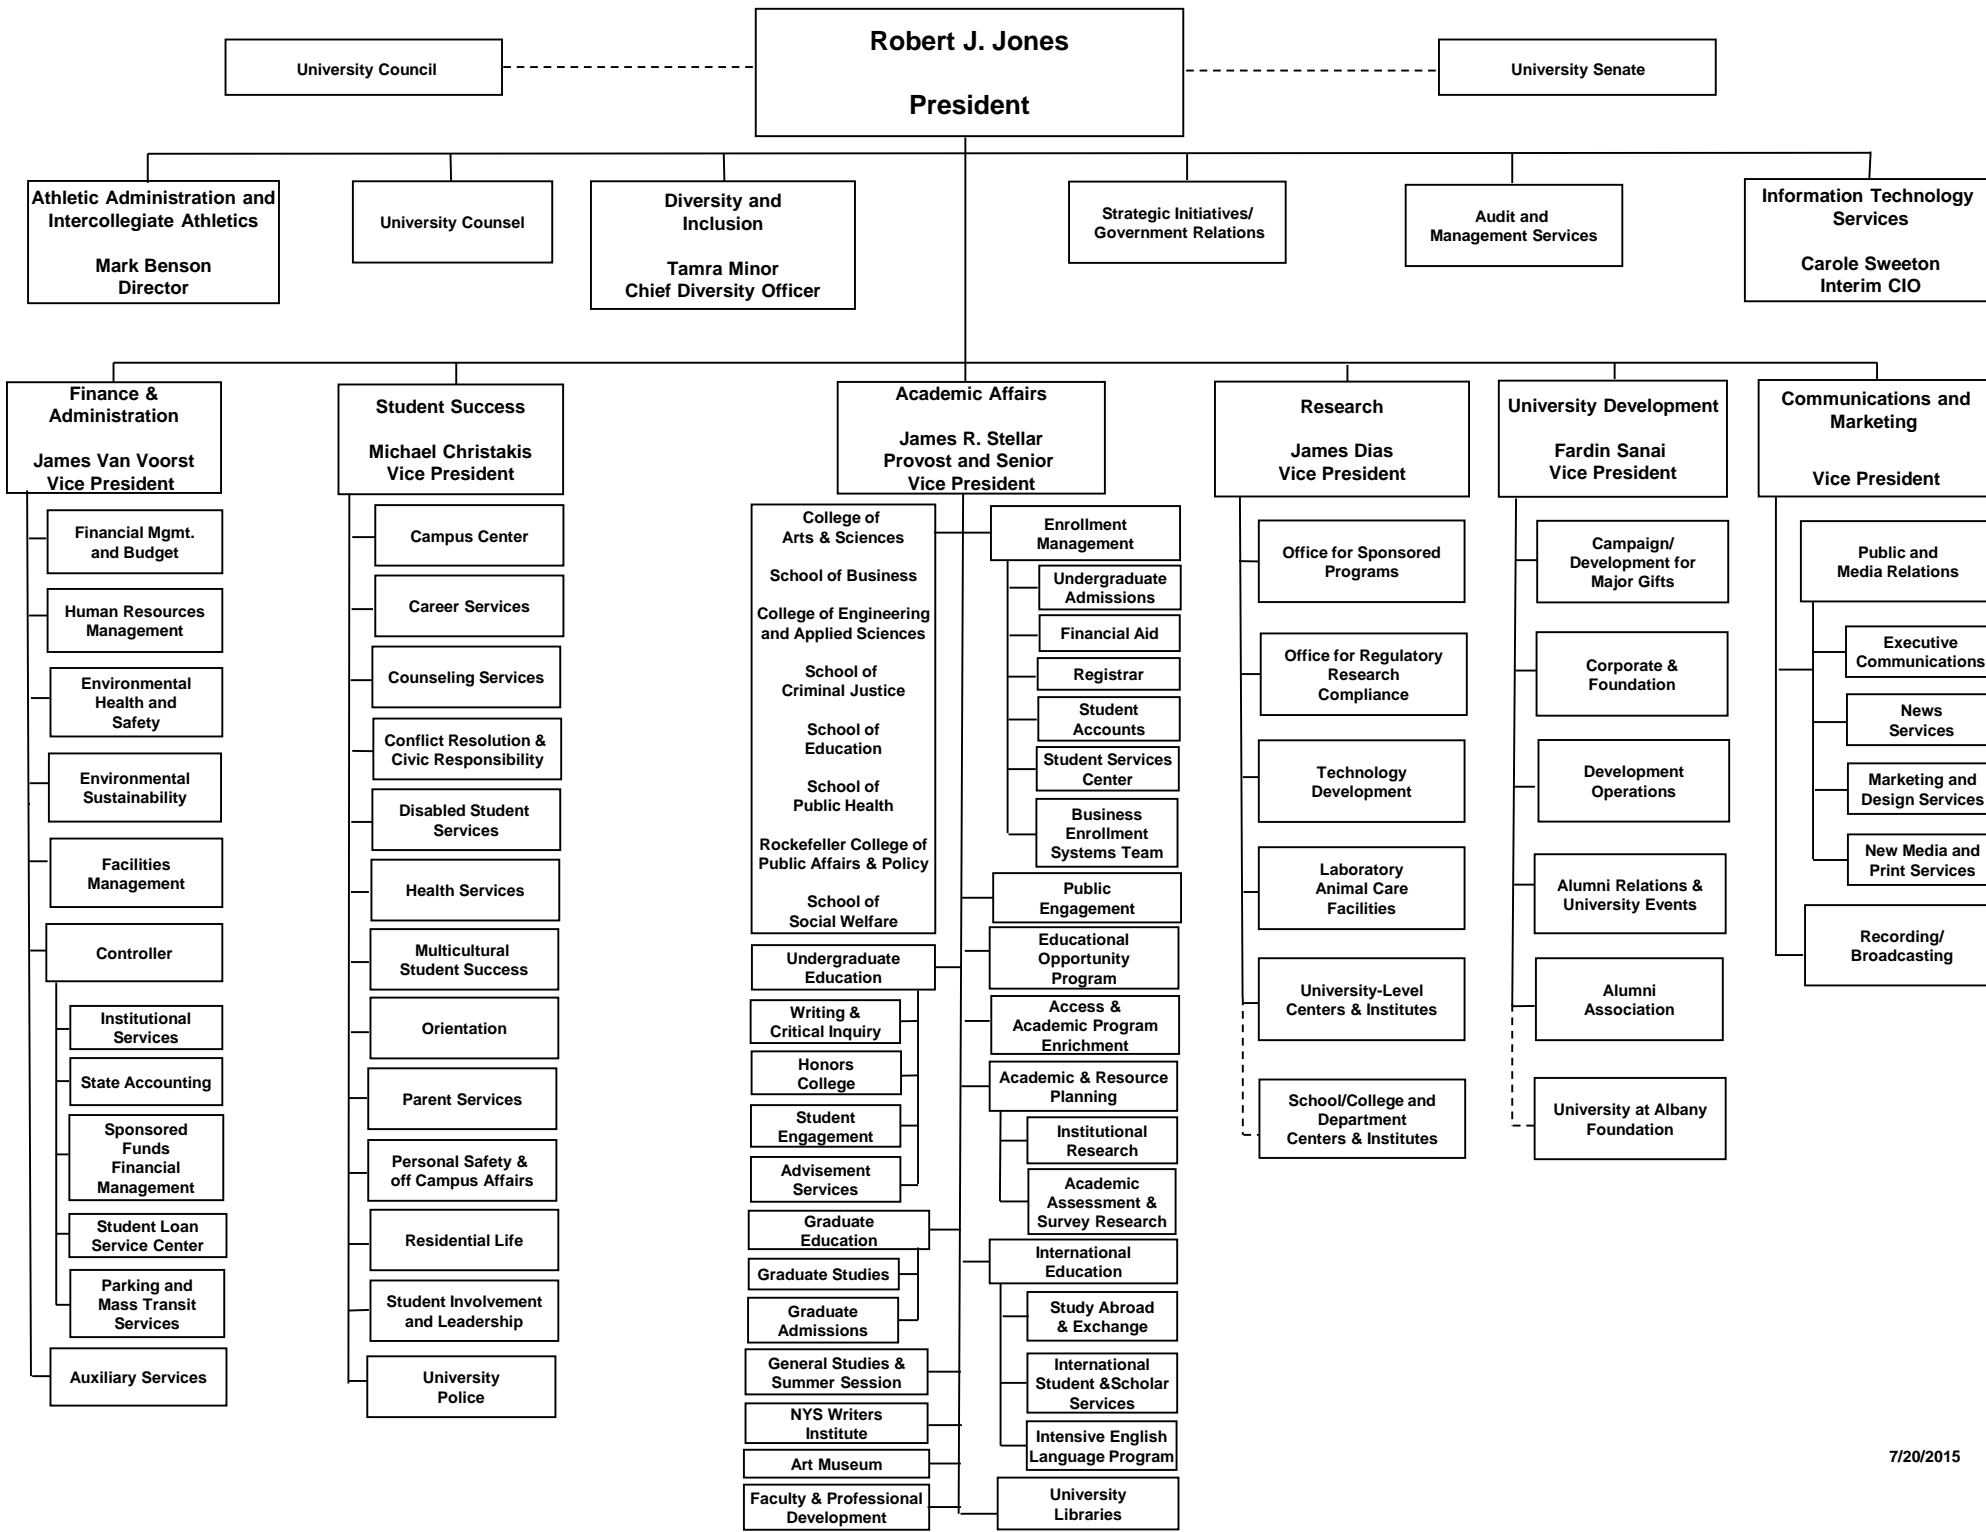 Robert J. Jones
President
University Council
University Senate
Athletic Administration and
Intercollegiate Athletics
Mark Benson
Director
University Counsel
Diversity and
Inclusion
Tamra Minor
Chief Diversity Officer
Strategic Initiatives/
Government Relations
Audit and
Management Services
Information Technology
Services
Carole Sweeton
Interim CIO
Finance &
Administration
James Van Voorst
Vice President
Financial Mgmt.
and Budget
Human Resources
Management
Environmental
Health and
Safety
Environmental
Sustainability
Facilities
Management
Controller
Institutional
Services
State Accounting
Sponsored
Funds
Financial
Management
Student Loan
Service Center
Parking and
Mass Transit
Services
Auxiliary Services
Student Success
Michael Christakis
Vice President
Campus Center
Career Services
Counseling Services
Conflict Resolution &
Civic Responsibility
Disabled Student
Services
Health Services
Multicultural
Student Success
Orientation
Parent Services
Personal Safety &
off Campus Affairs
Residential Life
Student Involvement
and Leadership
University
Police
Academic Affairs
James R. Stellar
Provost and Senior
Vice President
College of
Arts & Sciences
School of Business
College of Engineering
and Applied Sciences
School of
Criminal Justice
School of
Education
School of
Public Health
Rockefeller College of
Public Affairs & Policy
School of
Social Welfare
Undergraduate
Education
Writing &
Critical Inquiry
Honors
College
Student
Engagement
Advisement
Services
Graduate
Education
Graduate Studies
Graduate
Admissions
General Studies &
Summer Session
NYS Writers
Institute
Art Museum
Faculty & Professional
Development
Enrollment
Management
Undergraduate
Admissions
Financial Aid
Registrar
Student
Accounts
Student Services
Center
Business
Enrollment
Systems Team
Public
Engagement
Educational
Opportunity
Program
Access &
Academic Program
Enrichment
Academic & Resource
Planning
Institutional
Research
Academic
Assessment &
Survey Research
International
Education
Study Abroad
& Exchange
International
Student &Scholar
Services
Intensive English
Language Program
University
Libraries
Research
James Dias
Vice President
Office for Sponsored
Programs
Office for Regulatory
Research
Compliance
Technology
Development
Laboratory
Animal Care
Facilities
University-Level
Centers & Institutes
School/College and
Department
Centers & Institutes
University Development
Fardin Sanai
Vice President
Campaign/
Development for
Major Gifts
Corporate &
Foundation
Development
Operations
Alumni Relations &
University Events
Alumni
Association
University at Albany
Foundation
Communications and
Marketing
Vice President
Public and
Media Relations
Executive
Communications
News
Services
Marketing and
Design Services
New Media and
Print Services
Recording/
Broadcasting
7/20/2015